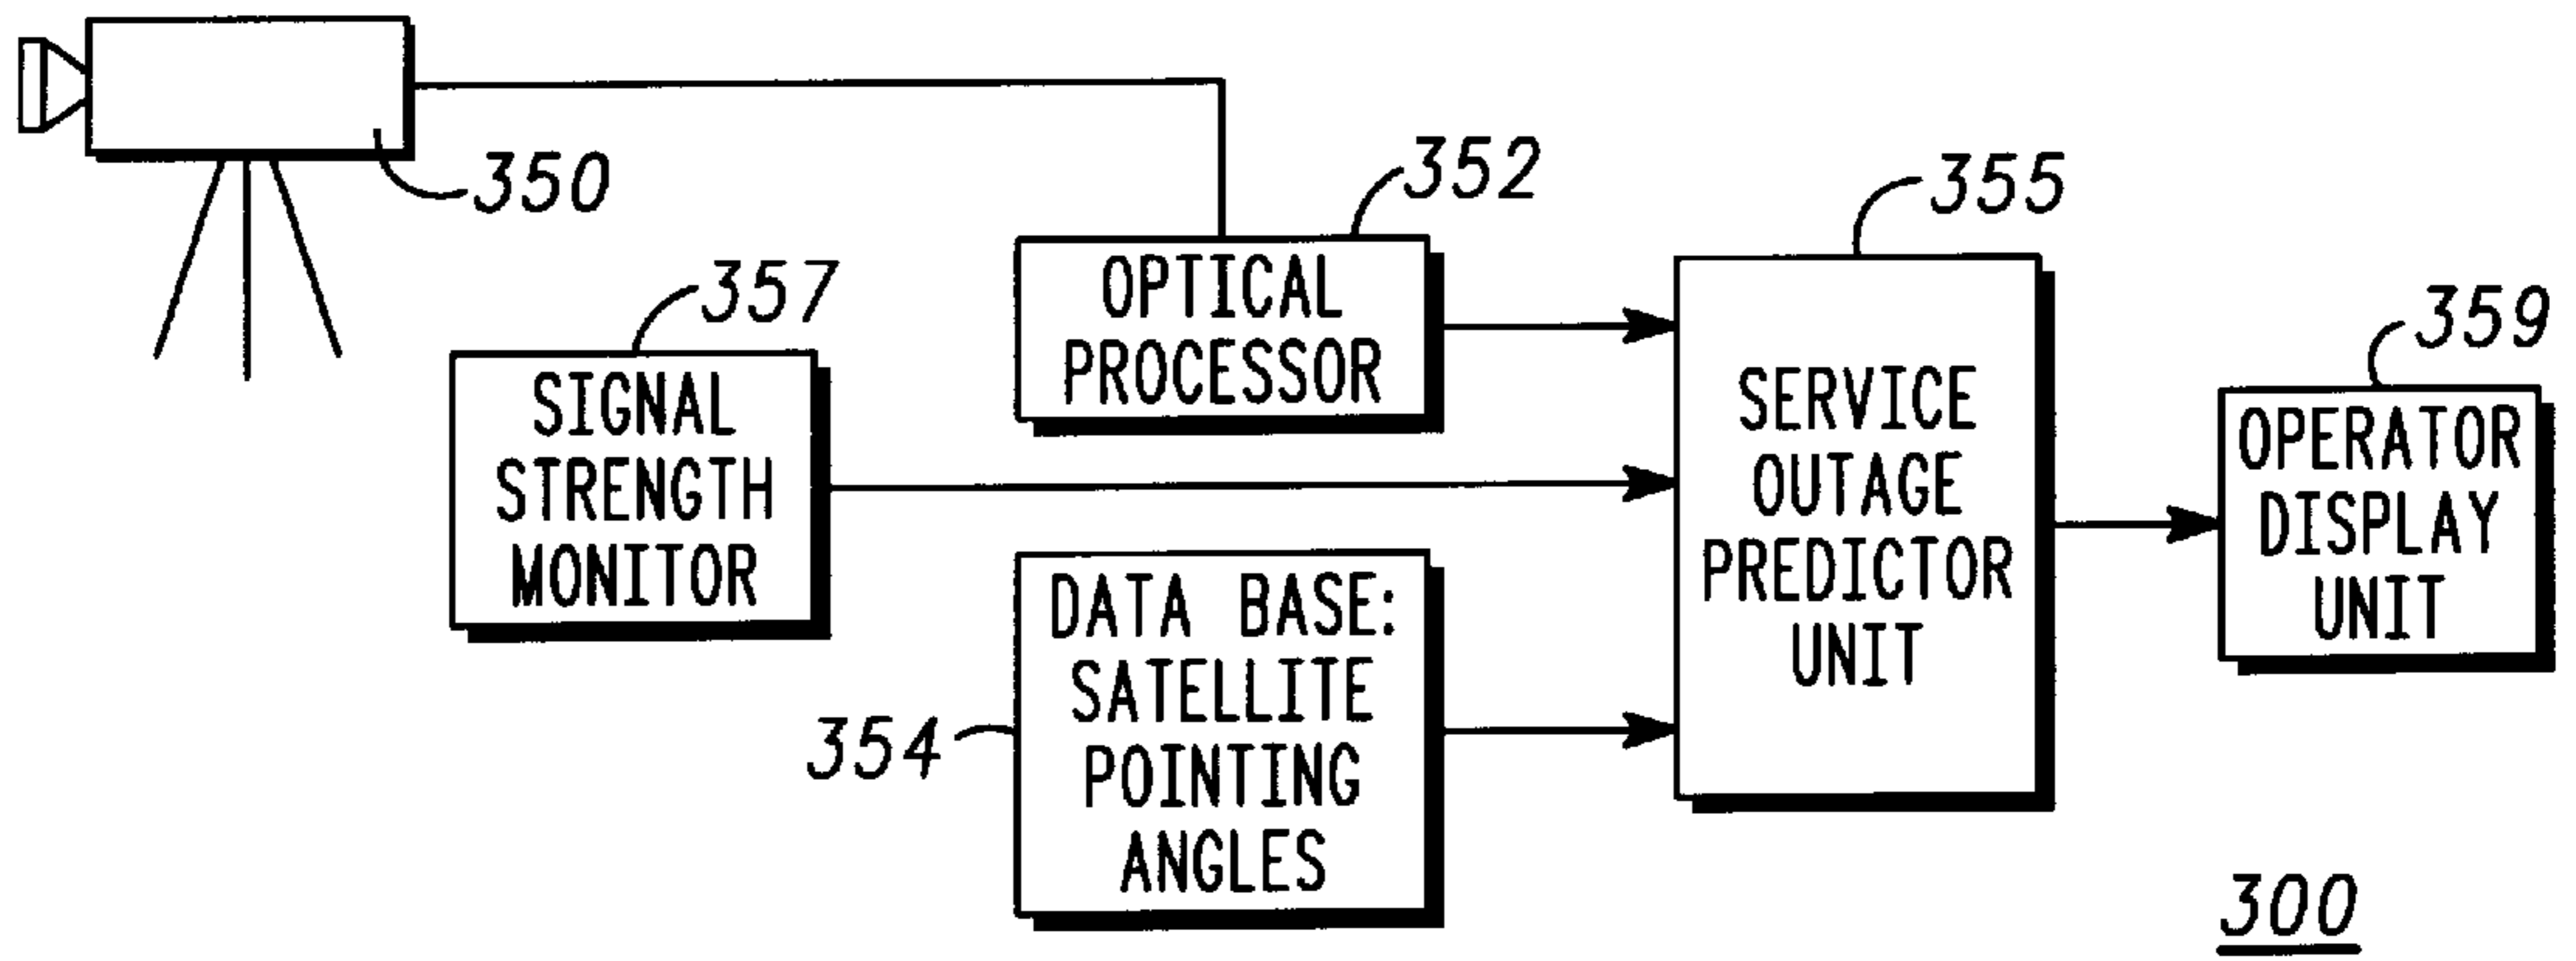 350
352
355
357
359
OPTICAL
PROCESSOR
SIGNAL
STRENGTH
MONITOR
SERVICE
OUTAGE
PREDICTOR
UNIT
OPERATOR
DISPLAY
UNIT
354
DATA BASE:
SATELLITE
POINTING
ANGLES
300